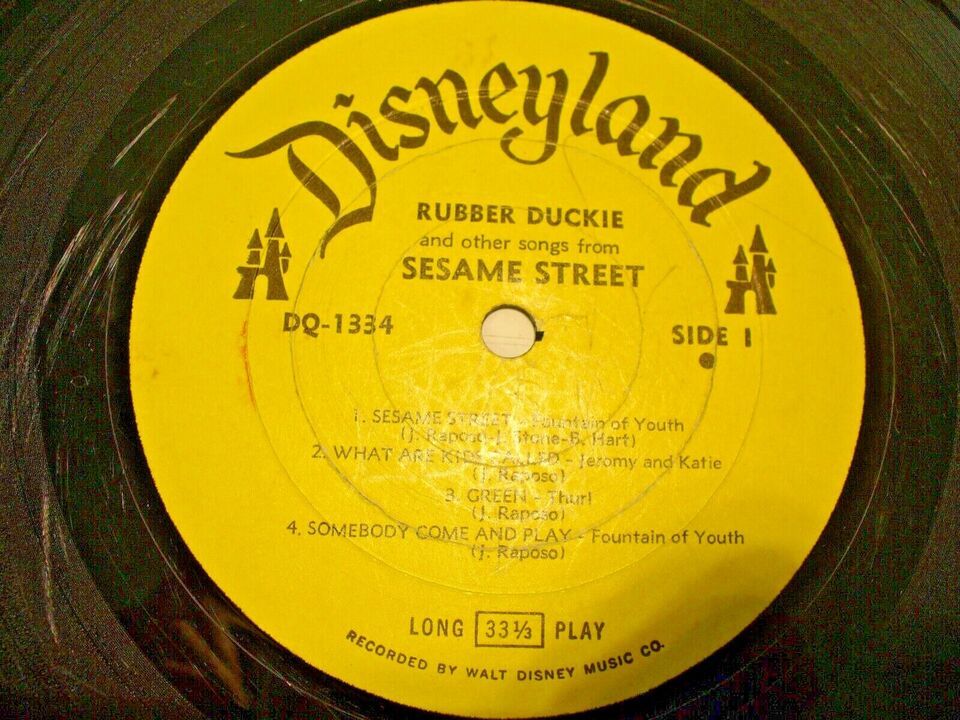 Disneyland
RUBBER DUCKIE
and other songs from
SESAME STREET
DQ-1334
SIDE 1
1. SESAME STREET - Fountain of Youth
(J. Raposo-J. Stone-B. Hart)
2. WHAT ARE KIDS CALLED - Jeromy and Katie
(J. Raposo)
3. GREEN - Thurl
(J. Raposo)
4. SOMEBODY COME AND PLAY - Fountain of Youth
(J. Raposo)
LONG 33⅓ PLAY
RECORDED BY WALT DISNEY MUSIC CO.